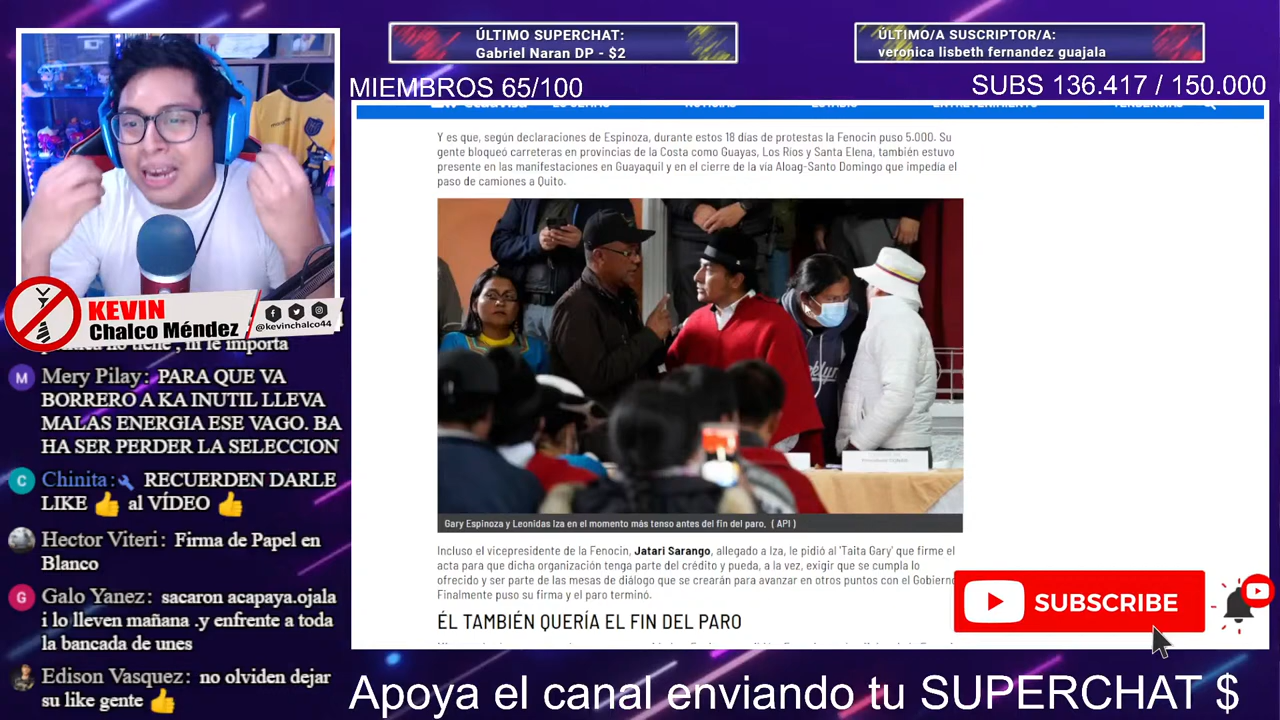 ÚLTIMO SUPERCHAT:
Gabriel Naran DP - $2
ÚLTIMO/A SUSCRIPTOR/A:
veronica lisbeth fernandez guajala
MIEMBROS 65/100
SUBS 136.417 / 150.000
Y es que, según declaraciones de Espinoza, durante estos 18 días de protestas la Fenocin puso 5.000. Su
gente bloqueó carreteras en provincias de la Costa como Guayas, Los Ríos y Santa Elena, también estuvo
presente en las manifestaciones en Guayaquil y en el cierre de la vía Aloag-Santo Domingo que impedía el
paso de camiones a Quito.
Gary Espinoza y Leonidas Iza en el momento más tenso antes del fin del paro, ( API )
Incluso el vicepresidente de la Fenocin, Jatari Sarango, allegado a Iza, le pidió al 'Taita Gary' que firme el
acta para que dicha organización tenga parte del crédito y pueda, a la vez, exigir que se cumpla lo
ofrecido y ser parte de las mesas de diálogo que se crearán para avanzar en otros puntos con el Gobierno
Finalmente puso su firma y el paro terminó.
ÉL TAMBIÉN QUERÍA EL FIN DEL PARO
SUBSCRIBE
KEVIN
Chalco Méndez
@kevinchalco44
no tiene , ni le importa
M
Mery Pilay: PARA QUE VA
BORRERO A KA INUTIL LLEVA
MALAS ENERGIA ESE VAGO. BA
HA SER PERDER LA SELECCION
C
Chinita: RECUERDEN DARLE
LIKE 👍 al VÍDEO 👍
Hector Viteri: Firma de Papel en
Blanco
G
Galo Yanez: sacaron acapaya.ojala
i lo lleven mañana .y enfrente a toda
la bancada de unes
Edison Vasquez: no olviden dejar
su like gente 👍
Apoya el canal enviando tu SUPERCHAT $